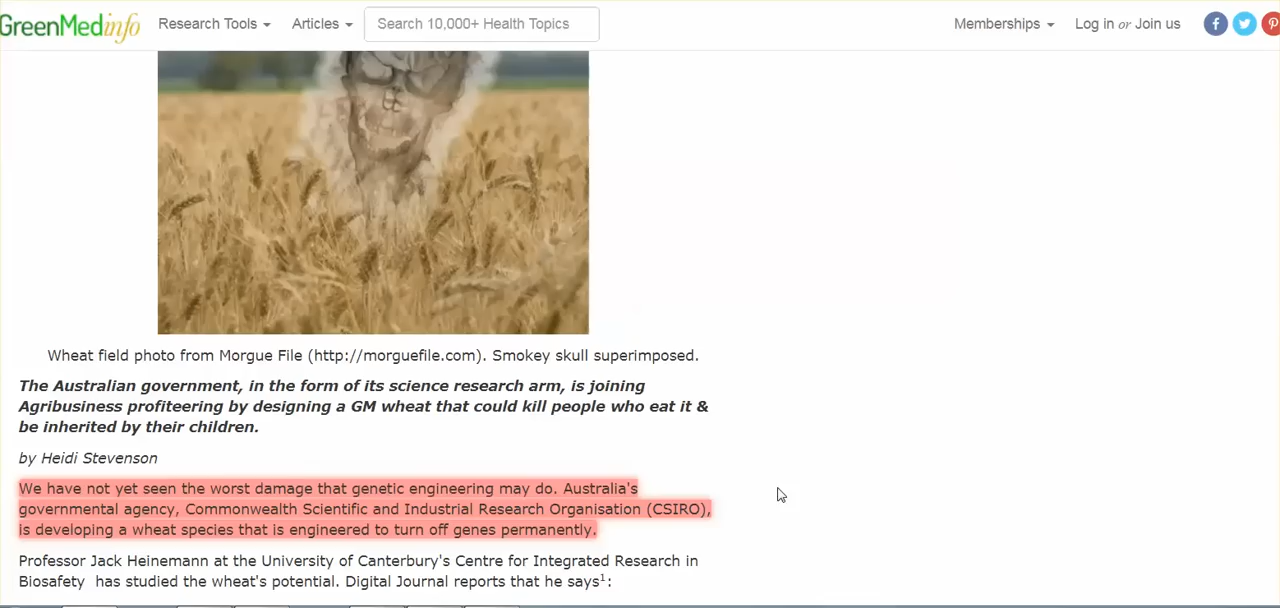 GreenMedinfo Research Tools Articles Search 10,000+ Health Topics Memberships Log in or Join us
Wheat field photo from Morgue File (http://morguefile.com). Smokey skull superimposed.
The Australian government, in the form of its science research arm, is joining
Agribusiness profiteering by designing a GM wheat that could kill people who eat it &
be inherited by their children.
by Heidi Stevenson
We have not yet seen the worst damage that genetic engineering may do. Australia's
governmental agency, Commonwealth Scientific and Industrial Research Organisation (CSIRO),
is developing a wheat species that is engineered to turn off genes permanently.
Professor Jack Heinemann at the University of Canterbury's Centre for Integrated Research in
Biosafety has studied the wheat's potential. Digital Journal reports that he says1: